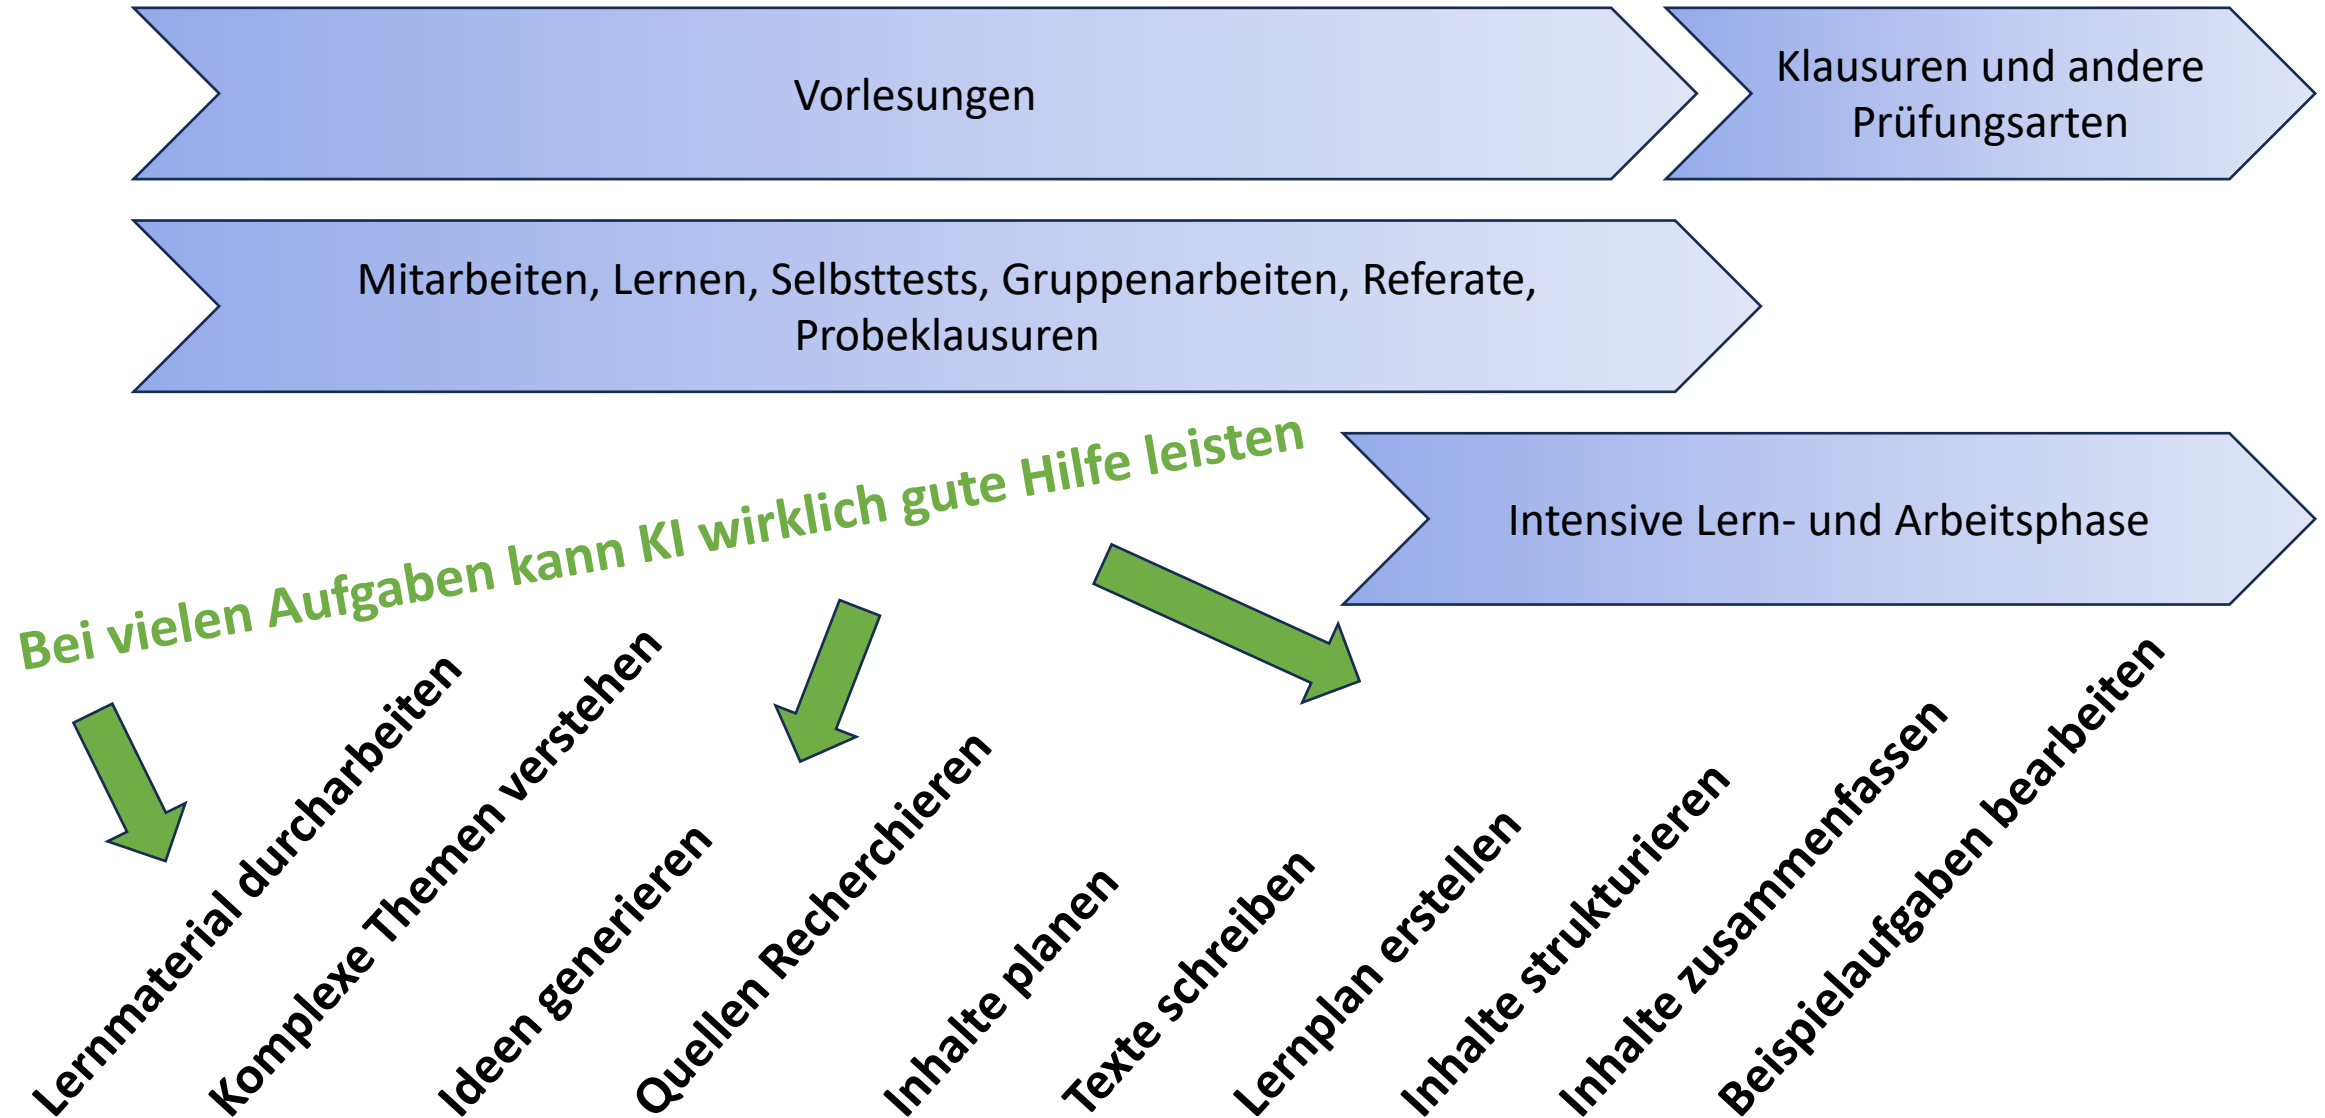 Vorlesungen
Klausuren und andere
Prüfungsarten
Mitarbeiten, Lernen, Selbsttests, Gruppenarbeiten, Referate,
Probeklausuren
Bei vielen Aufgaben kann KI wirklich gute Hilfe leisten
Intensive Lern- und Arbeitsphase
Lernmaterial durcharbeiten
Komplexe Themen verstehen
Ideen generieren
Quellen Recherchieren
Inhalte planen
Texte schreiben
Lernplan erstellen
Inhalte strukturieren
Inhalte zusammenfassen
Beispielaufgaben bearbeiten